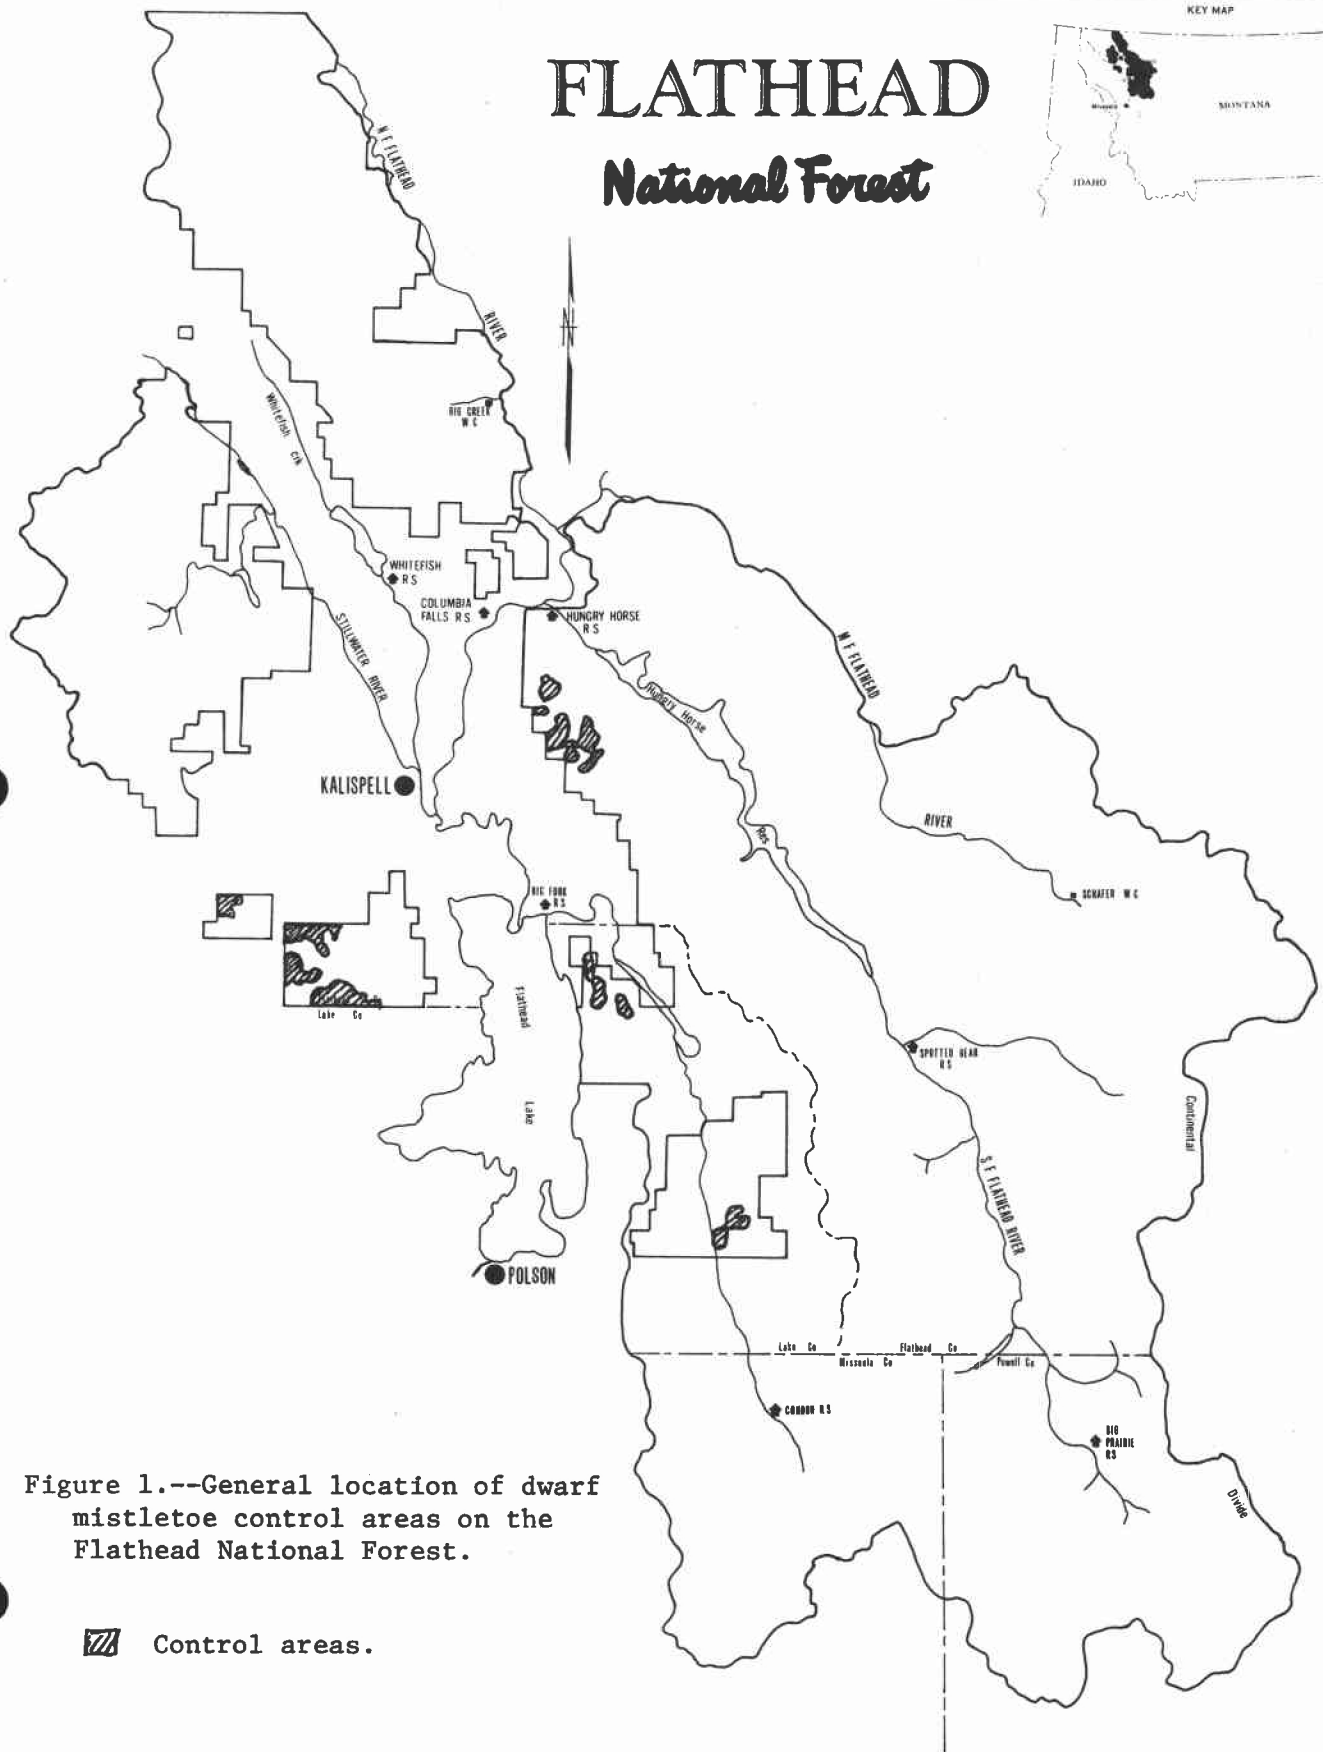 KEY MAP
FLATHEAD
National Forest
Missoula
MONTANA
IDAHO
N F FLATHEAD
RIVER
N
BIG CREEK
W C
Whitefish Crk
WHITEFISH
R S
COLUMBIA
FALLS R S
HUNGRY HORSE
R S
STILLWATER RIVER
M F FLATHEAD
Hungry Horse
Res
KALISPELL
RIVER
BIG FORK
R S
SCHAFER W C
Flathead
Lake
Lake Co
SPOTTED BEAR
R S
Continental
S F FLATHEAD RIVER
POLSON
Lake Co
Flathead Co
Missoula Co
Powell Co
CONDON R S
BIG
PRAIRIE
RS
Divide
Figure 1.--General location of dwarf
mistletoe control areas on the
Flathead National Forest.
Control areas.